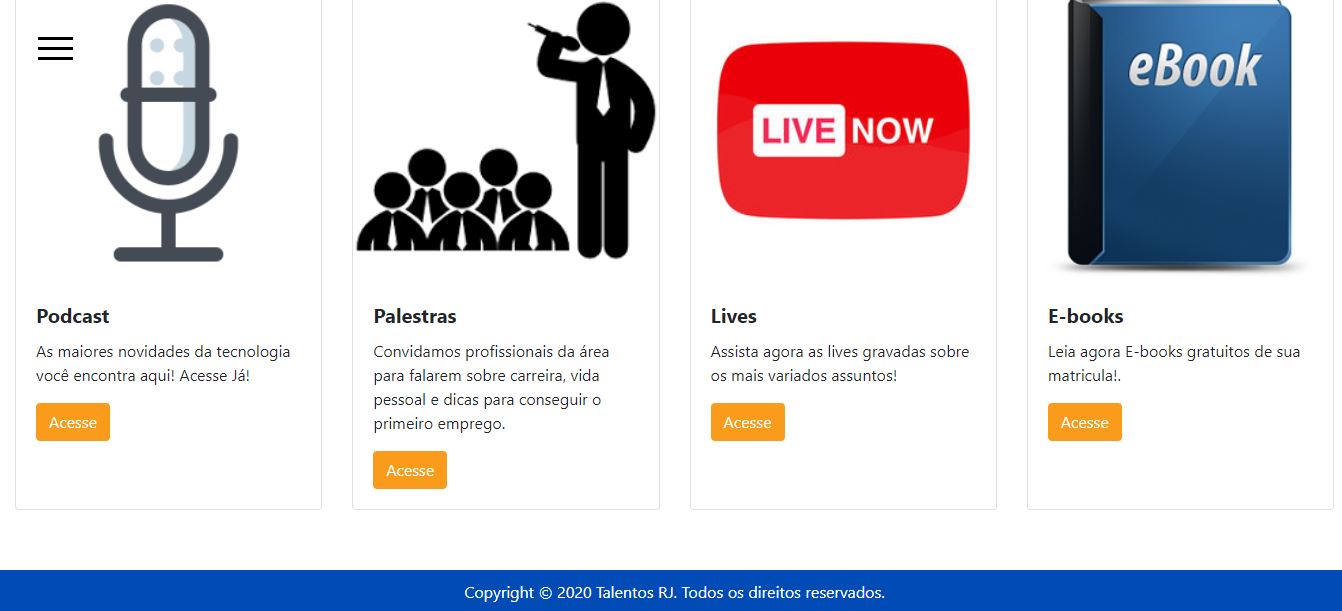 LIVE NOW
eBook
Podcast
As maiores novidades da tecnologia
você encontra aqui! Acesse Já!
Acesse
Palestras
Convidamos profissionais da área
para falarem sobre carreira, vida
pessoal e dicas para conseguir o
primeiro emprego.
Acesse
Lives
Assista agora as lives gravadas sobre
os mais variados assuntos!
Acesse
E-books
Leia agora E-books gratuitos de sua
matricula!.
Acesse
Copyright © 2020 Talentos RJ. Todos os direitos reservados.